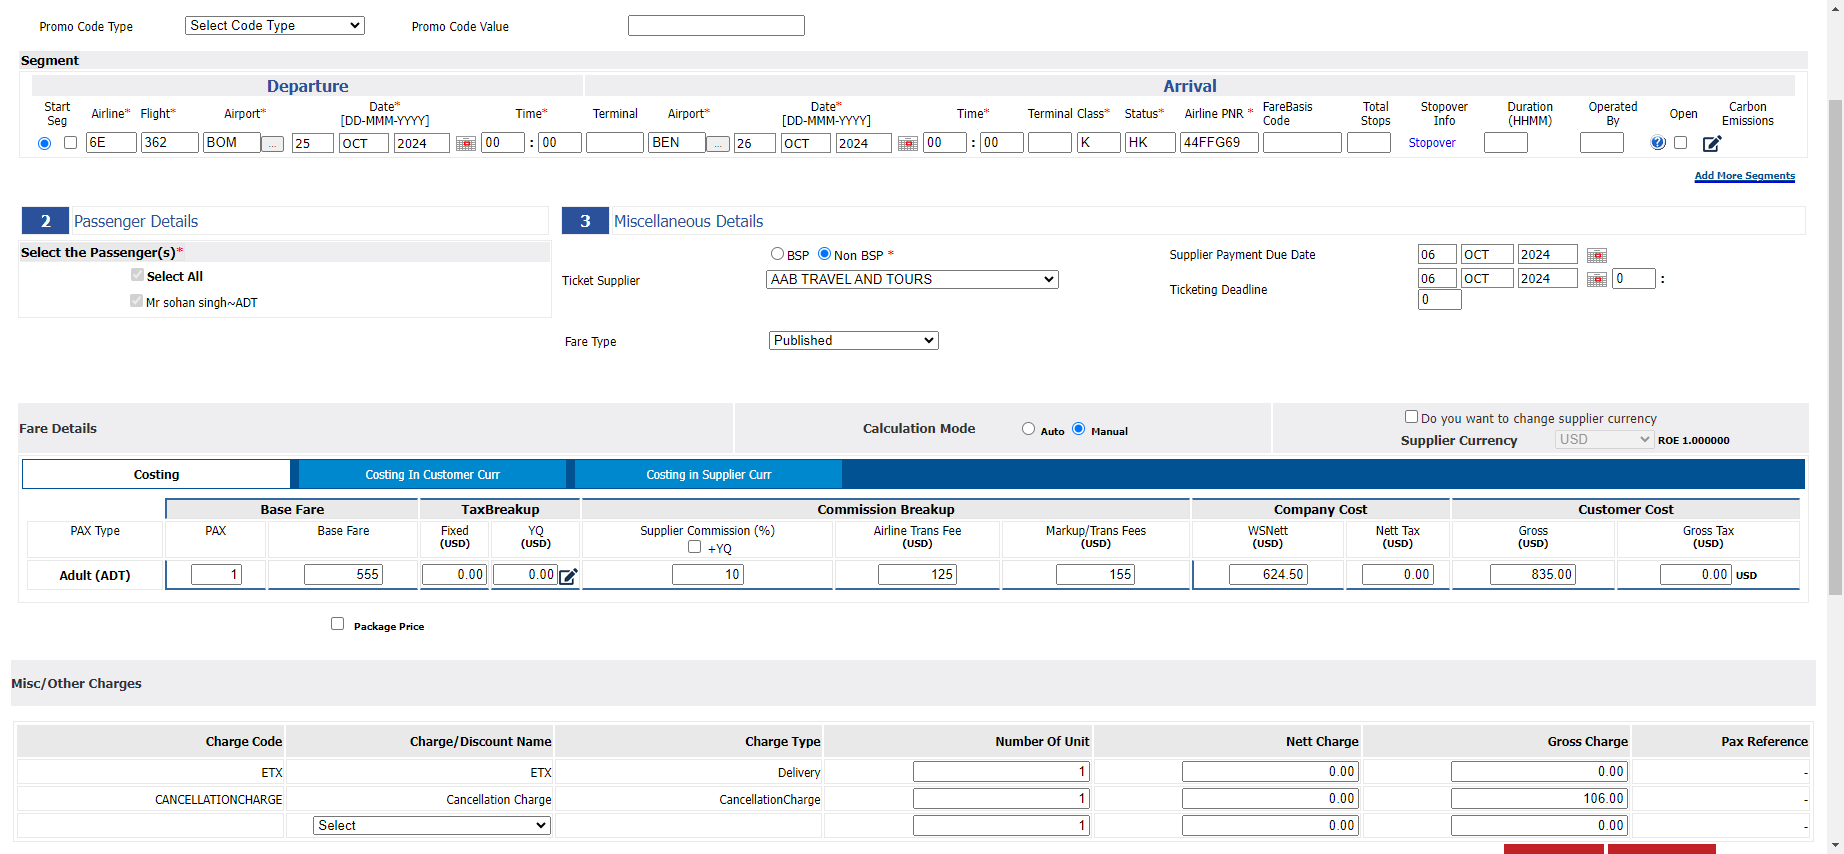 Promo Code Type Select Code Type Promo Code Value
Segment
Departure Arrival
Start Seg Airline* Flight* Airport* Date* [DD-MMM-YYYY] Time* Terminal Airport* Date* [DD-MMM-YYYY] Time* Terminal Class* Status* Airline PNR * FareBasis Code Total Stops Stopover Info Duration (HHMM) Operated By Open Carbon Emissions
6E 362 BOM ... 25 OCT 2024 00 : 00 BEN ... 26 OCT 2024 00 : 00 K HK 44FFG69 Stopover ?
Add More Segments
2 Passenger Details
Select the Passenger(s)*
Select All
Mr sohan singh~ADT
3 Miscellaneous Details
BSP Non BSP *
Ticket Supplier AAB TRAVEL AND TOURS
Fare Type Published
Supplier Payment Due Date 06 OCT 2024
Ticketing Deadline 06 OCT 2024 0 :
0
Fare Details Calculation Mode Auto Manual Do you want to change supplier currency
Supplier Currency USD ROE 1.000000
Costing Costing In Customer Curr Costing in Supplier Curr
Base Fare TaxBreakup Commission Breakup Company Cost Customer Cost
PAX Type PAX Base Fare Fixed (USD) YQ (USD) Supplier Commission (%) +YQ Airline Trans Fee (USD) Markup/Trans Fees (USD) WSNett (USD) Nett Tax (USD) Gross (USD) Gross Tax (USD)
Adult (ADT) 1 555 0.00 0.00 10 125 155 624.50 0.00 835.00 0.00 USD
Package Price
Misc/Other Charges
Charge Code Charge/Discount Name Charge Type Number Of Unit Nett Charge Gross Charge Pax Reference
ETX ETX Delivery 1 0.00 0.00 -
CANCELLATIONCHARGE Cancellation Charge CancellationCharge 1 0.00 106.00 -
Select 1 0.00 0.00 -